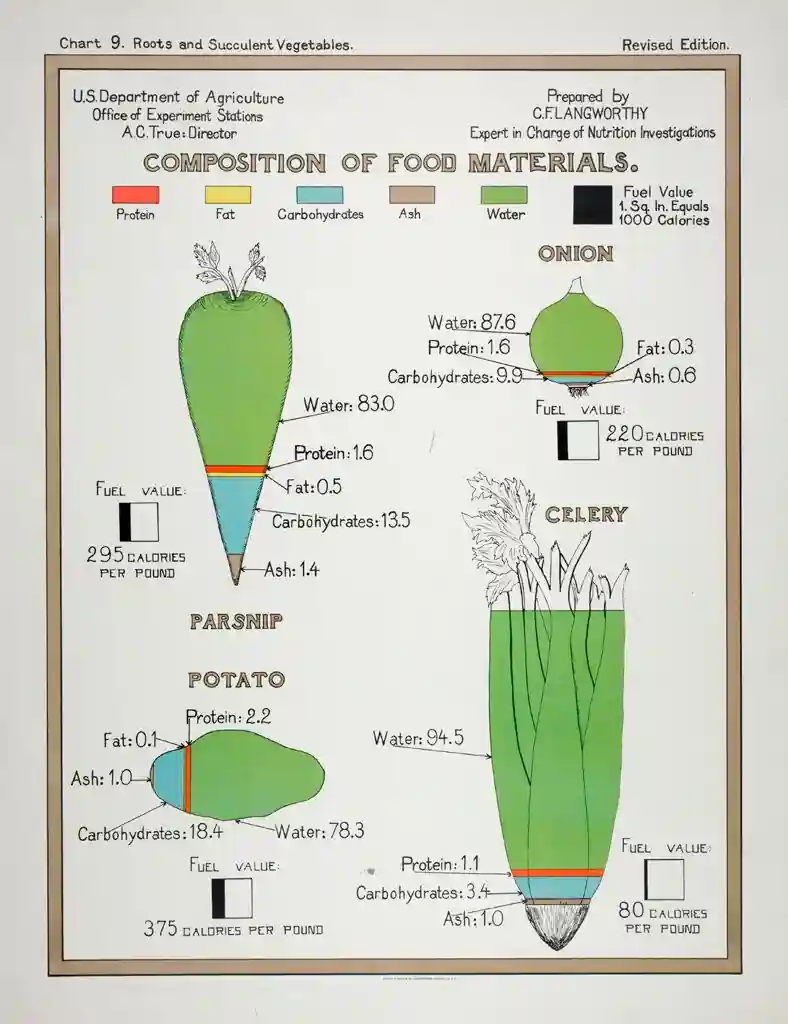 Chart 9. Roots and Succulent Vegetables.
Revised Edition.
U.S. Department of Agriculture
Office of Experiment Stations
A.C. True: Director
Prepared by
C.F. LANGWORTHY
Expert in Charge of Nutrition Investigations
COMPOSITION OF FOOD MATERIALS.
Protein
Fat
Carbohydrates
Ash
Water
Fuel Value
1. Sq. In. Equals
1000 Calories
ONION
Water: 87.6
Protein: 1.6
Fat: 0.3
Carbohydrates: 9.9
Ash: 0.6
FUEL VALUE:
220 CALORIES
PER POUND
Water: 83.0
Protein: 1.6
Fat: 0.5
Carbohydrates: 13.5
Ash: 1.4
FUEL VALUE:
295 CALORIES
PER POUND
PARSNIP
CELERY
Water: 94.5
Protein: 1.1
Carbohydrates: 3.4
Ash: 1.0
FUEL VALUE:
80 CALORIES
PER POUND
POTATO
Protein: 2.2
Fat: 0.1
Ash: 1.0
Carbohydrates: 18.4
Water: 78.3
FUEL VALUE:
375 CALORIES PER POUND